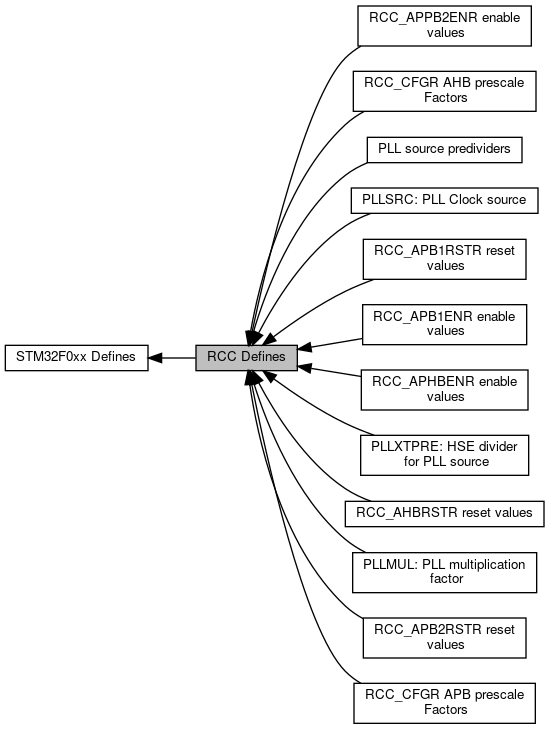 RCC_APPB2ENR enable
values
RCC_CFGR AHB prescale
Factors
PLL source predividers
PLLSRC: PLL Clock source
RCC_APB1RSTR reset
values
RCC_APB1ENR enable
values
STM32F0xx Defines
RCC Defines
RCC_APHBENR enable
values
PLLXTPRE: HSE divider
for PLL source
RCC_AHBRSTR reset values
PLLMUL: PLL multiplication
factor
RCC_APB2RSTR reset
values
RCC_CFGR APB prescale
Factors